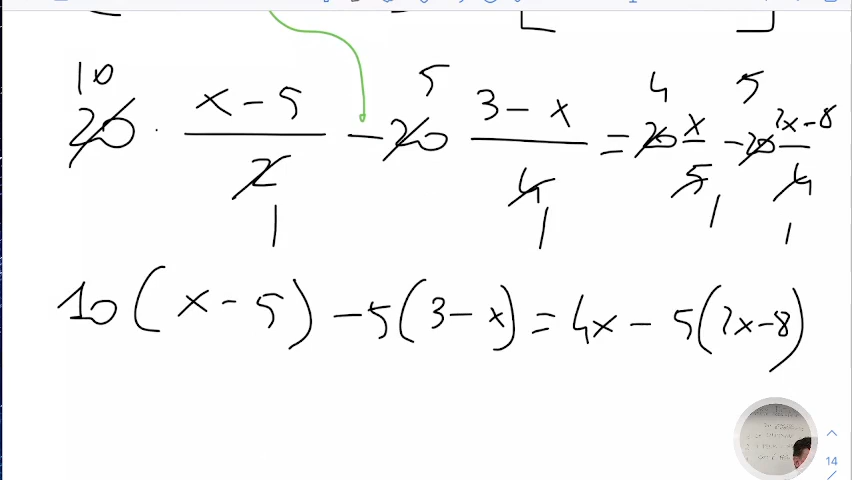 10 5 4 5
20 · x - 5 / 2 - 20 3 - x / 4 = 20 x / 5 - 20 2x - 8 / 4
1 1 1 1
10 ( x - 5 ) - 5 ( 3 - x ) = 4x - 5 ( 2x - 8 )
14